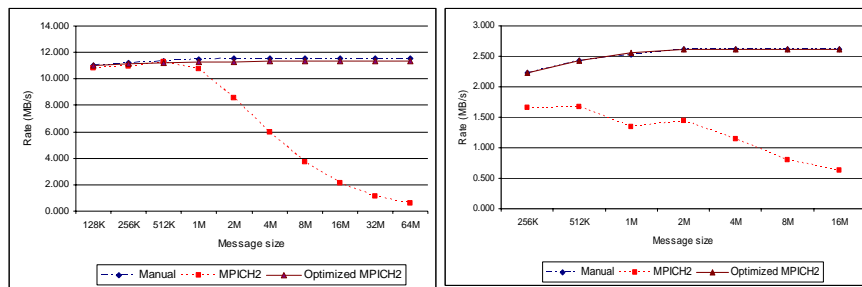 14.000
12.000
10.000
8.000
6.000
4.000
2.000
0.000
Rate (MB/s)
128K 256K 512K 1M 2M 4M 8M 16M 32M 64M
Message size
Manual MPICH2 Optimized MPICH2
3.000
2.500
2.000
1.500
1.000
0.500
0.000
Rate (MB/s)
256K 512K 1M 2M 4M 8M 16M
Message size
Manual MPICH2 Optimized MPICH2